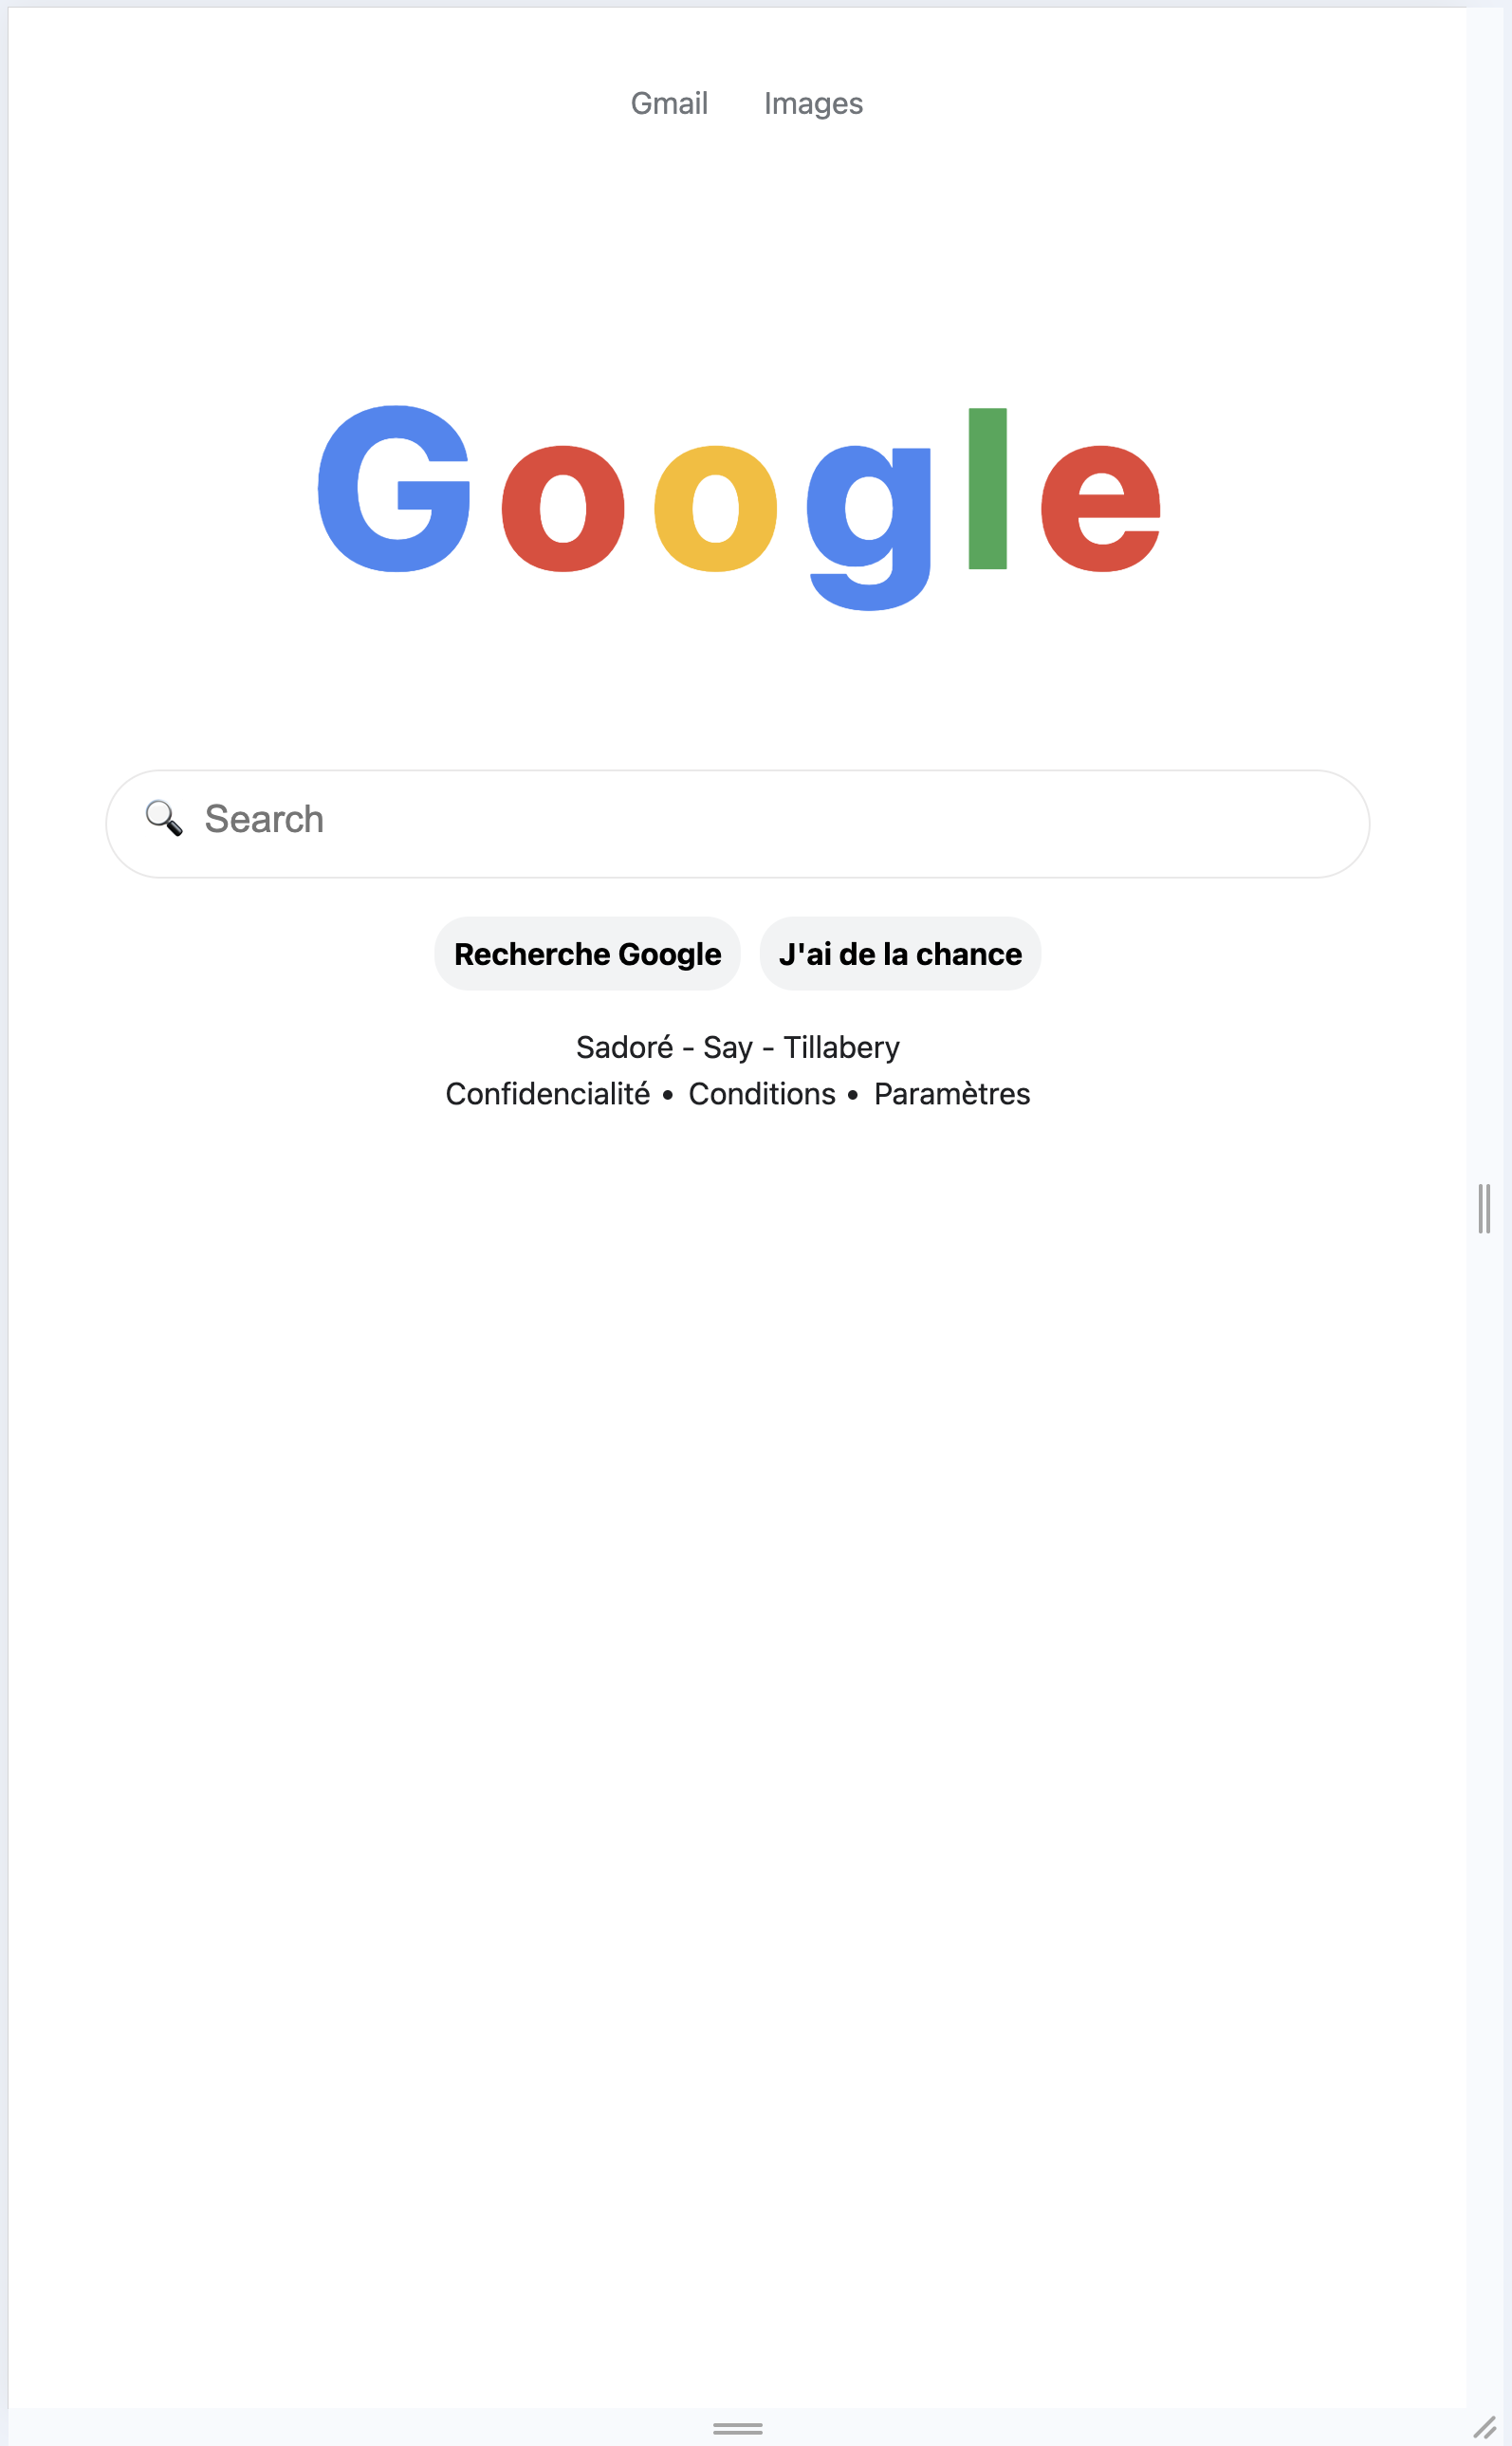 Gmail Images
Google
Search
Recherche Google J'ai de la chance
Sadoré - Say - Tillabery
Confidencialité • Conditions • Paramètres